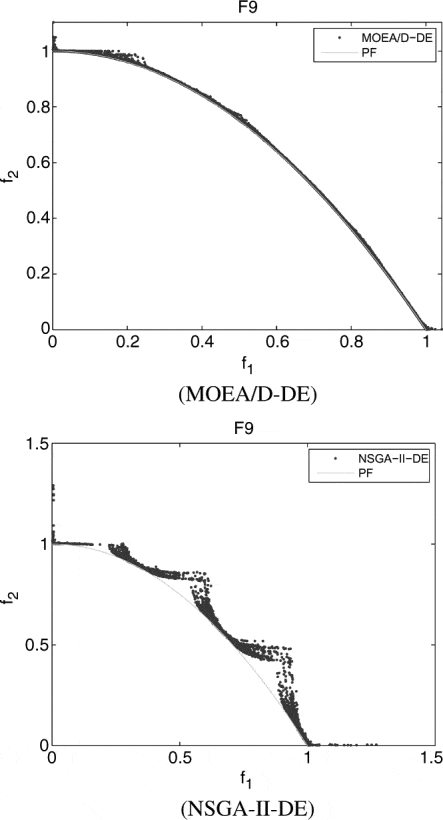 F9
MOEA/D−DE
PF
f2
1
0.8
0.6
0.4
0.2
0
0 0.2 0.4 0.6 0.8 1
f1
(MOEA/D-DE)
F9
NSGA−II−DE
PF
f2
1.5
1
0.5
0
0 0.5 1 1.5
f1
(NSGA-II-DE)